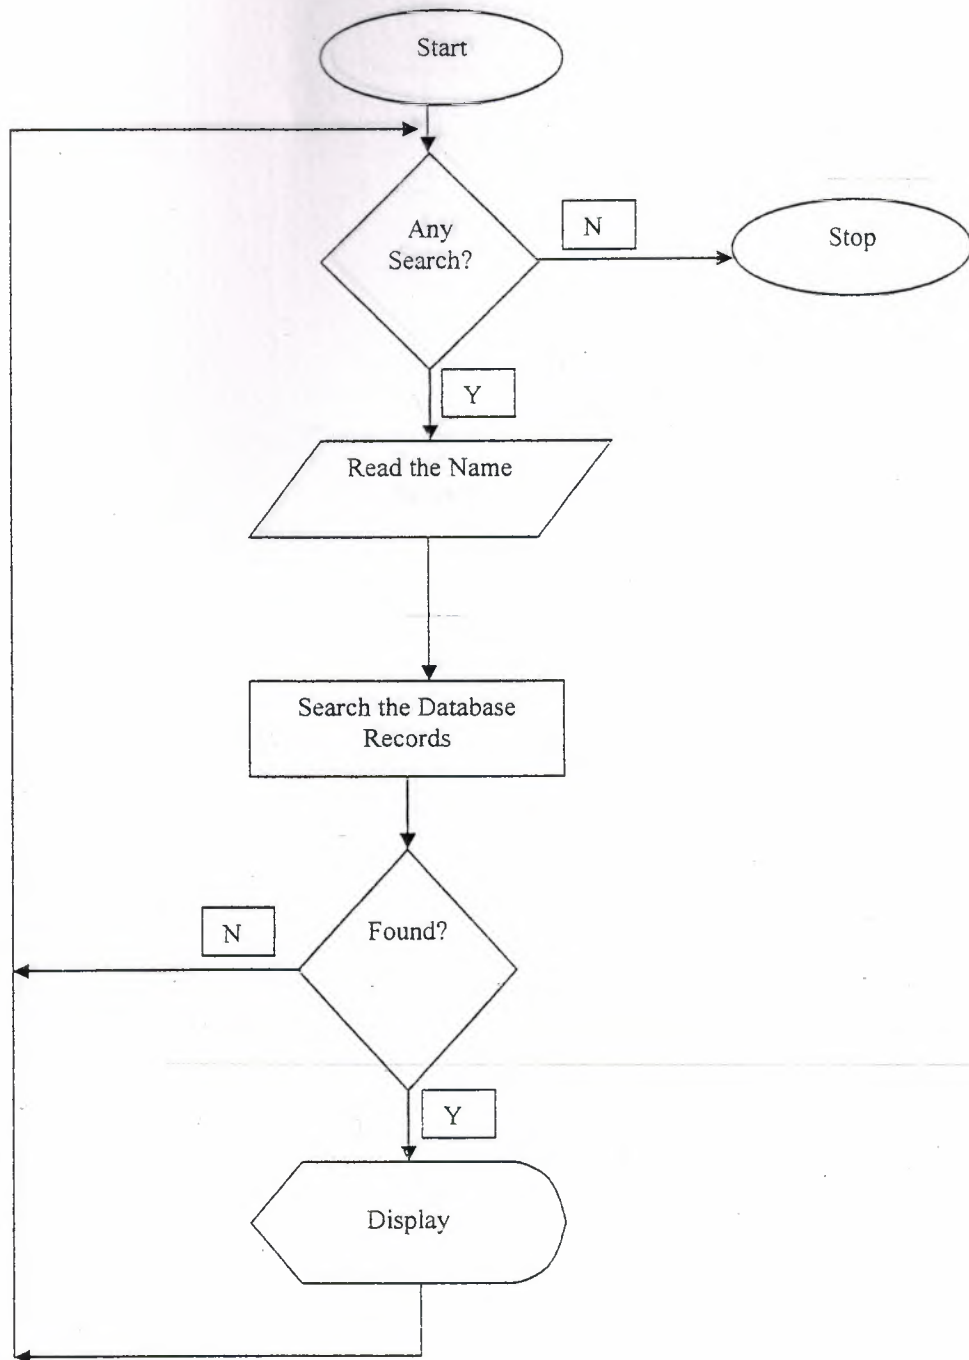 Start
Any
Search?
N
Stop
Y
Read the Name
Search the Database
Records
N
Found?
Y
Display